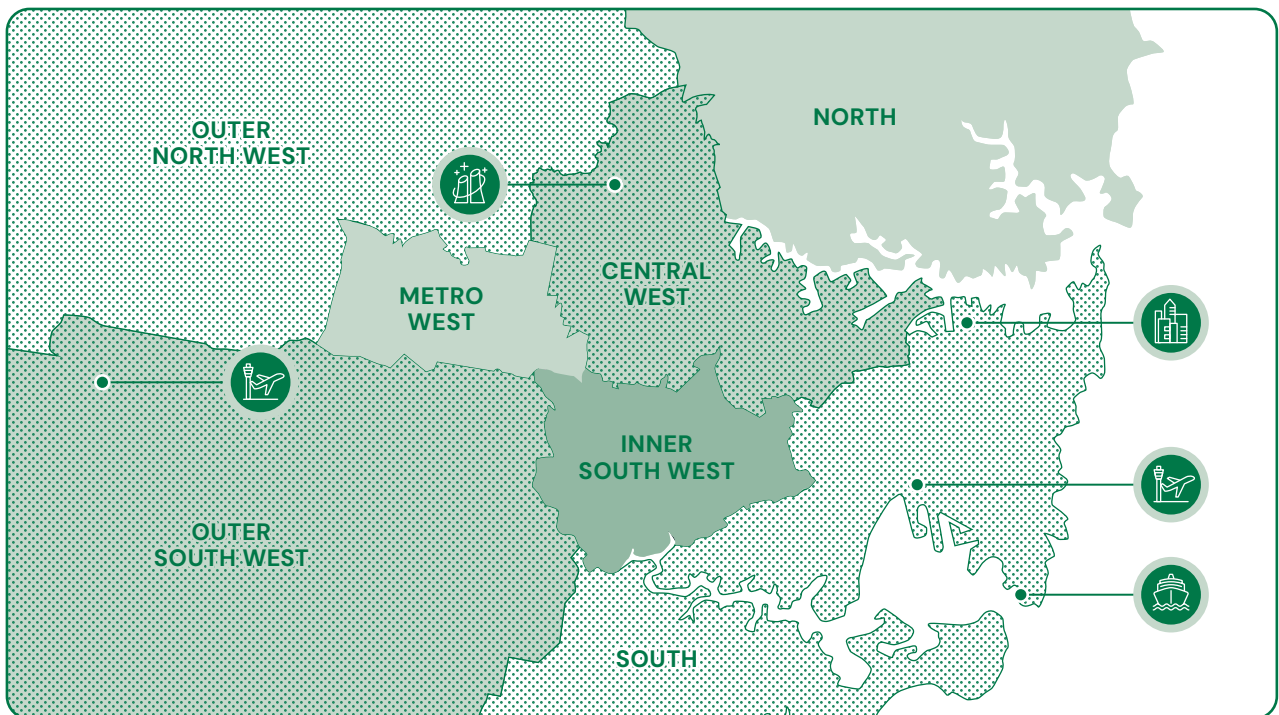 NORTH
OUTER
NORTH WEST
CENTRAL
WEST
METRO
WEST
INNER
SOUTH WEST
OUTER
SOUTH WEST
SOUTH